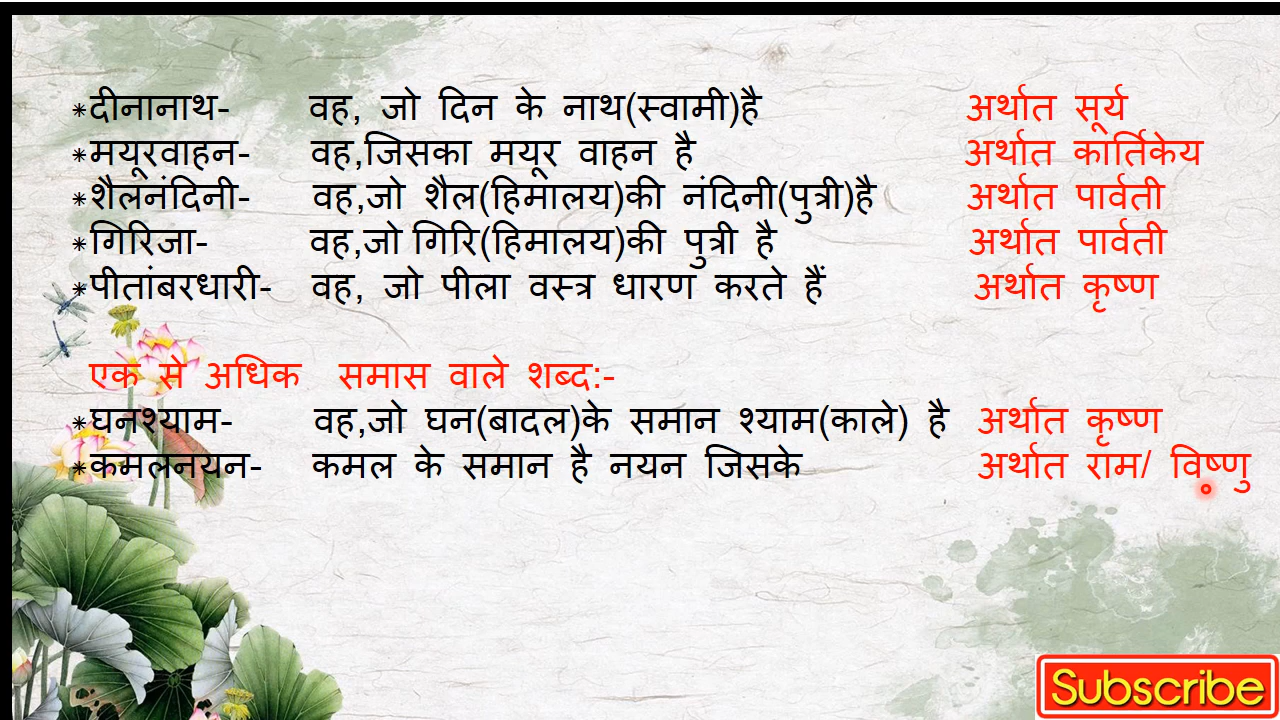 *दीनानाथ- वह, जो दिन के नाथ(स्वामी)है अर्थात सूर्य
*मयूरवाहन- वह,जिसका मयूर वाहन है अर्थात कार्तिकेय
*शैलनंदिनी- वह,जो शैल(हिमालय)की नंदिनी(पुत्री)है अर्थात पार्वती
*गिरिजा- वह,जो गिरि(हिमालय)की पुत्री है अर्थात पार्वती
*पीतांबरधारी- वह, जो पीला वस्त्र धारण करते हैं अर्थात कृष्ण
एक से अधिक समास वाले शब्द:-
*घनश्याम- वह,जो घन(बादल)के समान श्याम(काले) है अर्थात कृष्ण
*कमलनयन- कमल के समान है नयन जिसके अर्थात राम/ विष्णु
Subscribe